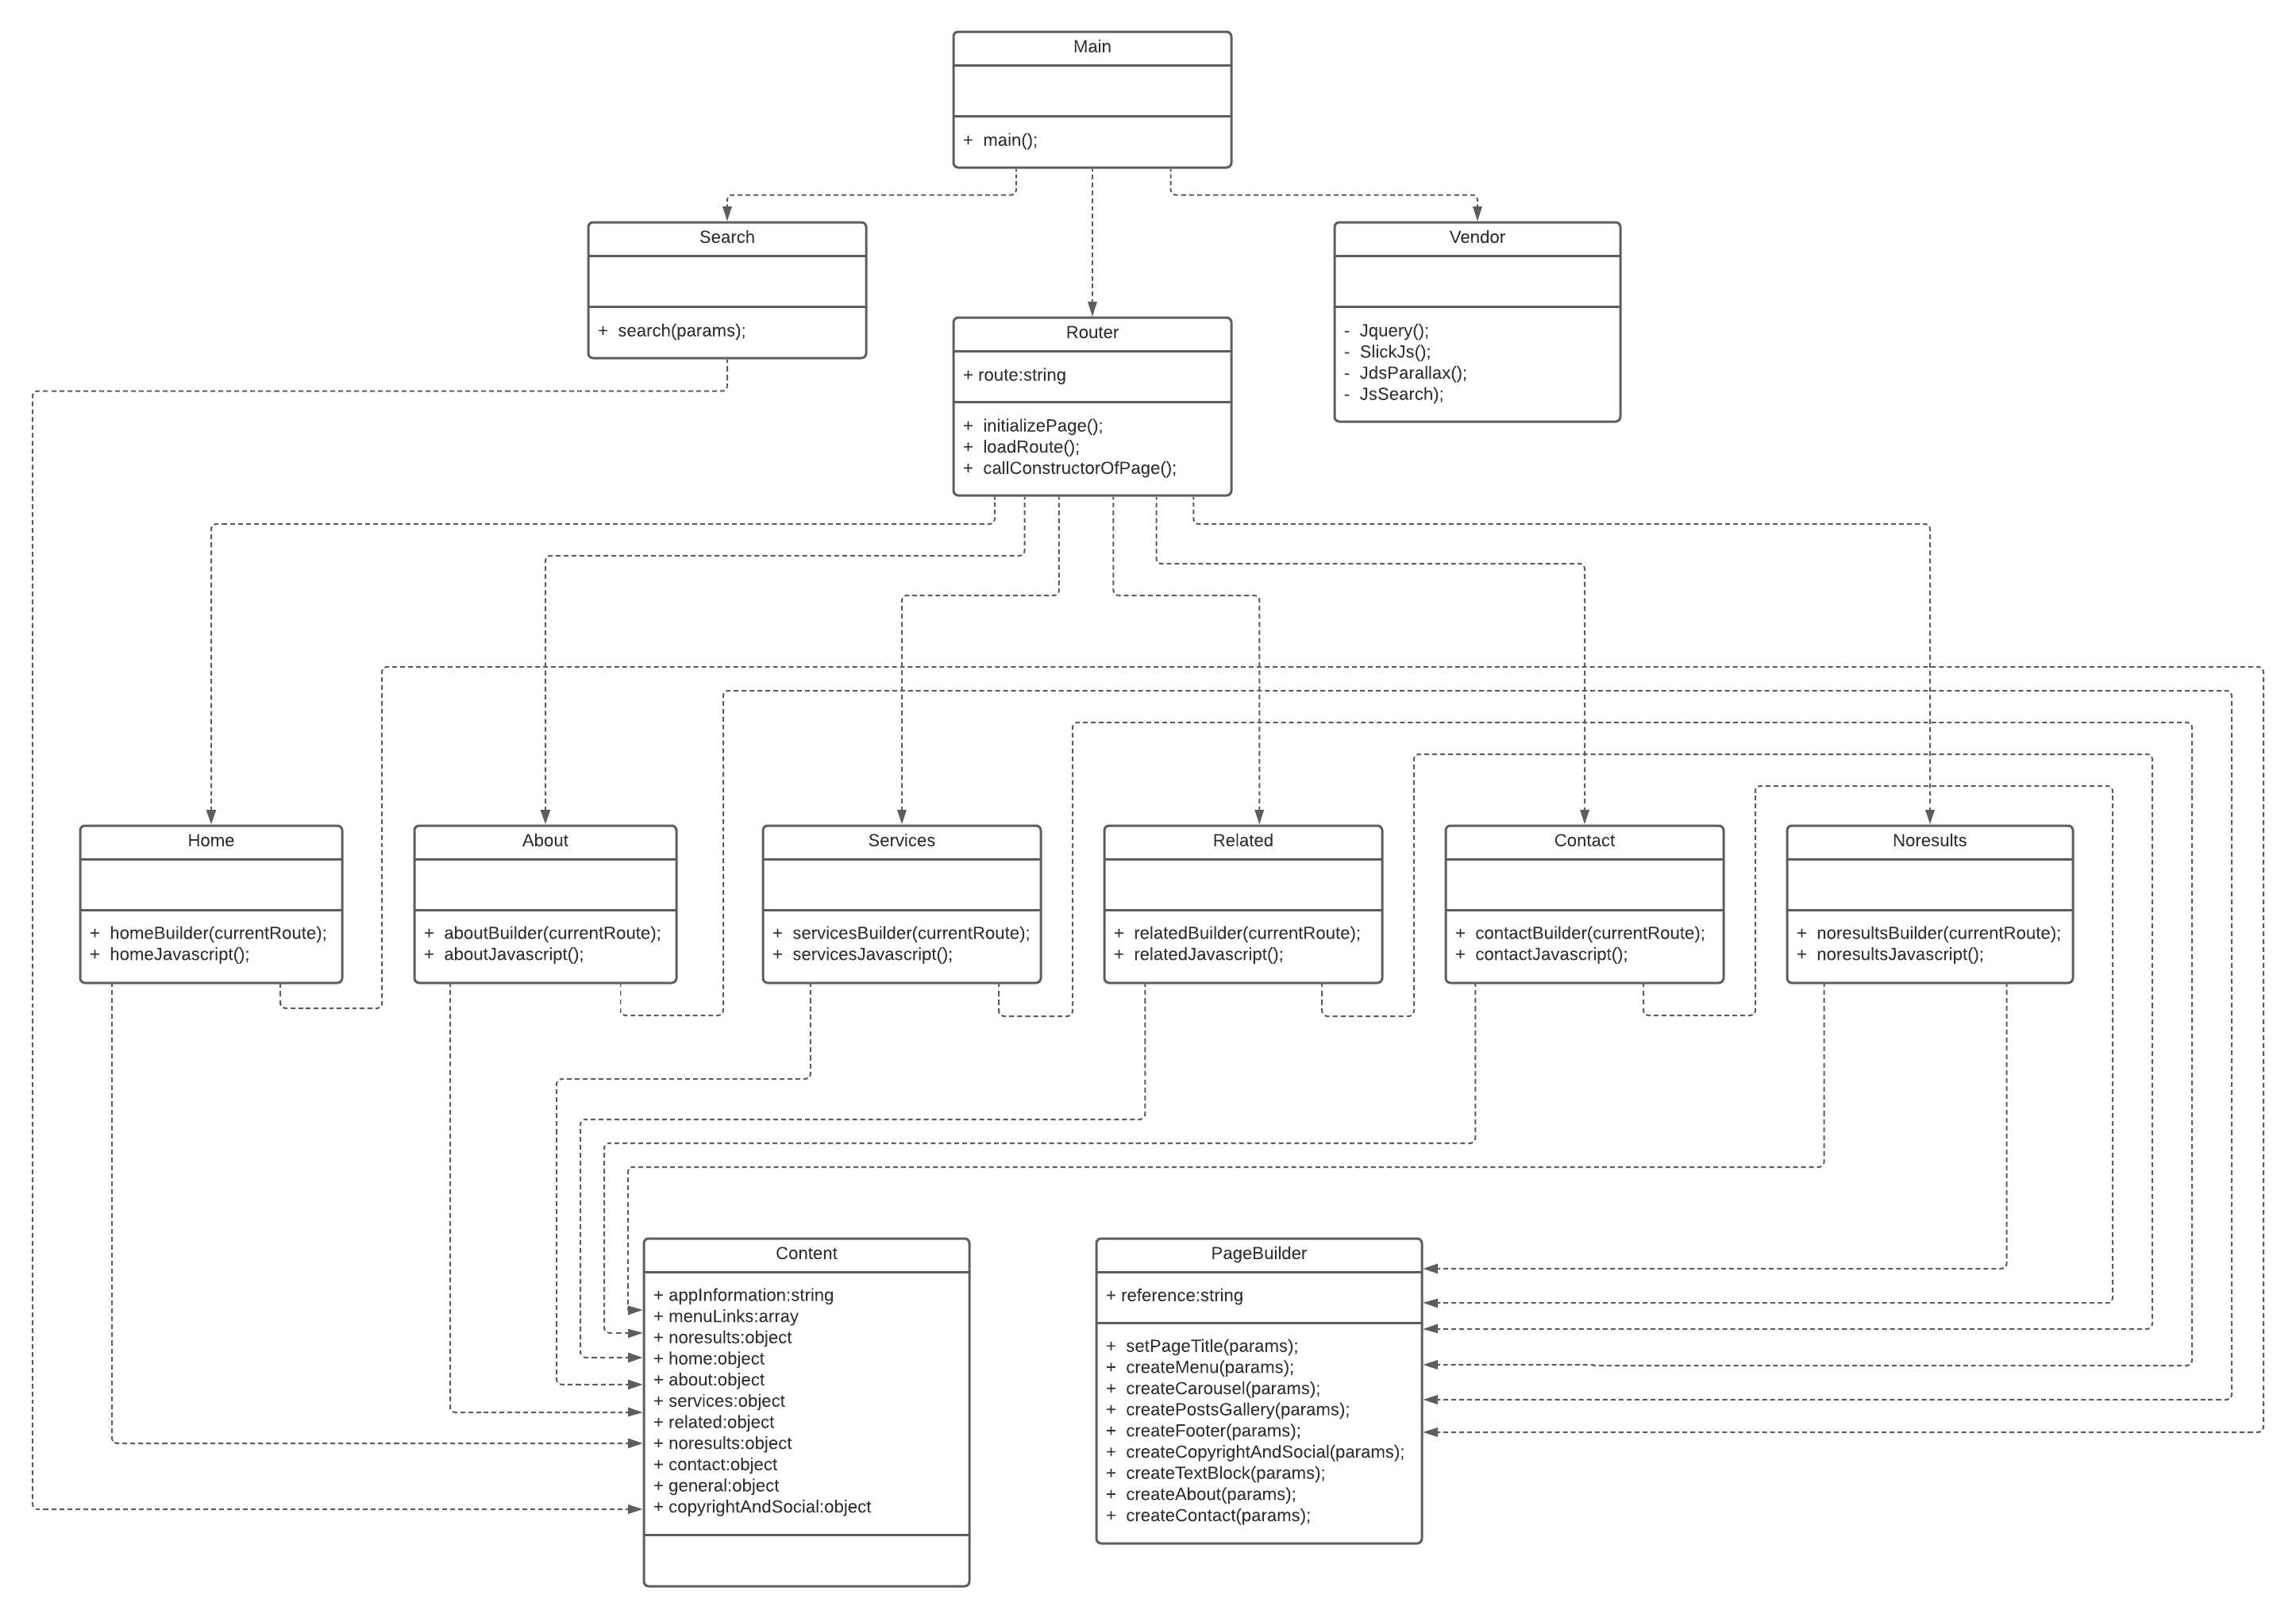 Main
+ main();
Search
+ search(params);
Vendor
- Jquery();
- SlickJs();
- JdsParallax();
- JsSearch);
Router
+ route:string
+ initializePage();
+ loadRoute();
+ callConstructorOfPage();
Home
+ homeBuilder(currentRoute);
+ homeJavascript();
About
+ aboutBuilder(currentRoute);
+ aboutJavascript();
Services
+ servicesBuilder(currentRoute);
+ servicesJavascript();
Related
+ relatedBuilder(currentRoute);
+ relatedJavascript();
Contact
+ contactBuilder(currentRoute);
+ contactJavascript();
Noresults
+ noresultsBuilder(currentRoute);
+ noresultsJavascript();
Content
+ appInformation:string
+ menuLinks:array
+ noresults:object
+ home:object
+ about:object
+ services:object
+ related:object
+ noresults:object
+ contact:object
+ general:object
+ copyrightAndSocial:object
PageBuilder
+ reference:string
+ setPageTitle(params);
+ createMenu(params);
+ createCarousel(params);
+ createPostsGallery(params);
+ createFooter(params);
+ createCopyrightAndSocial(params);
+ createTextBlock(params);
+ createAbout(params);
+ createContact(params);